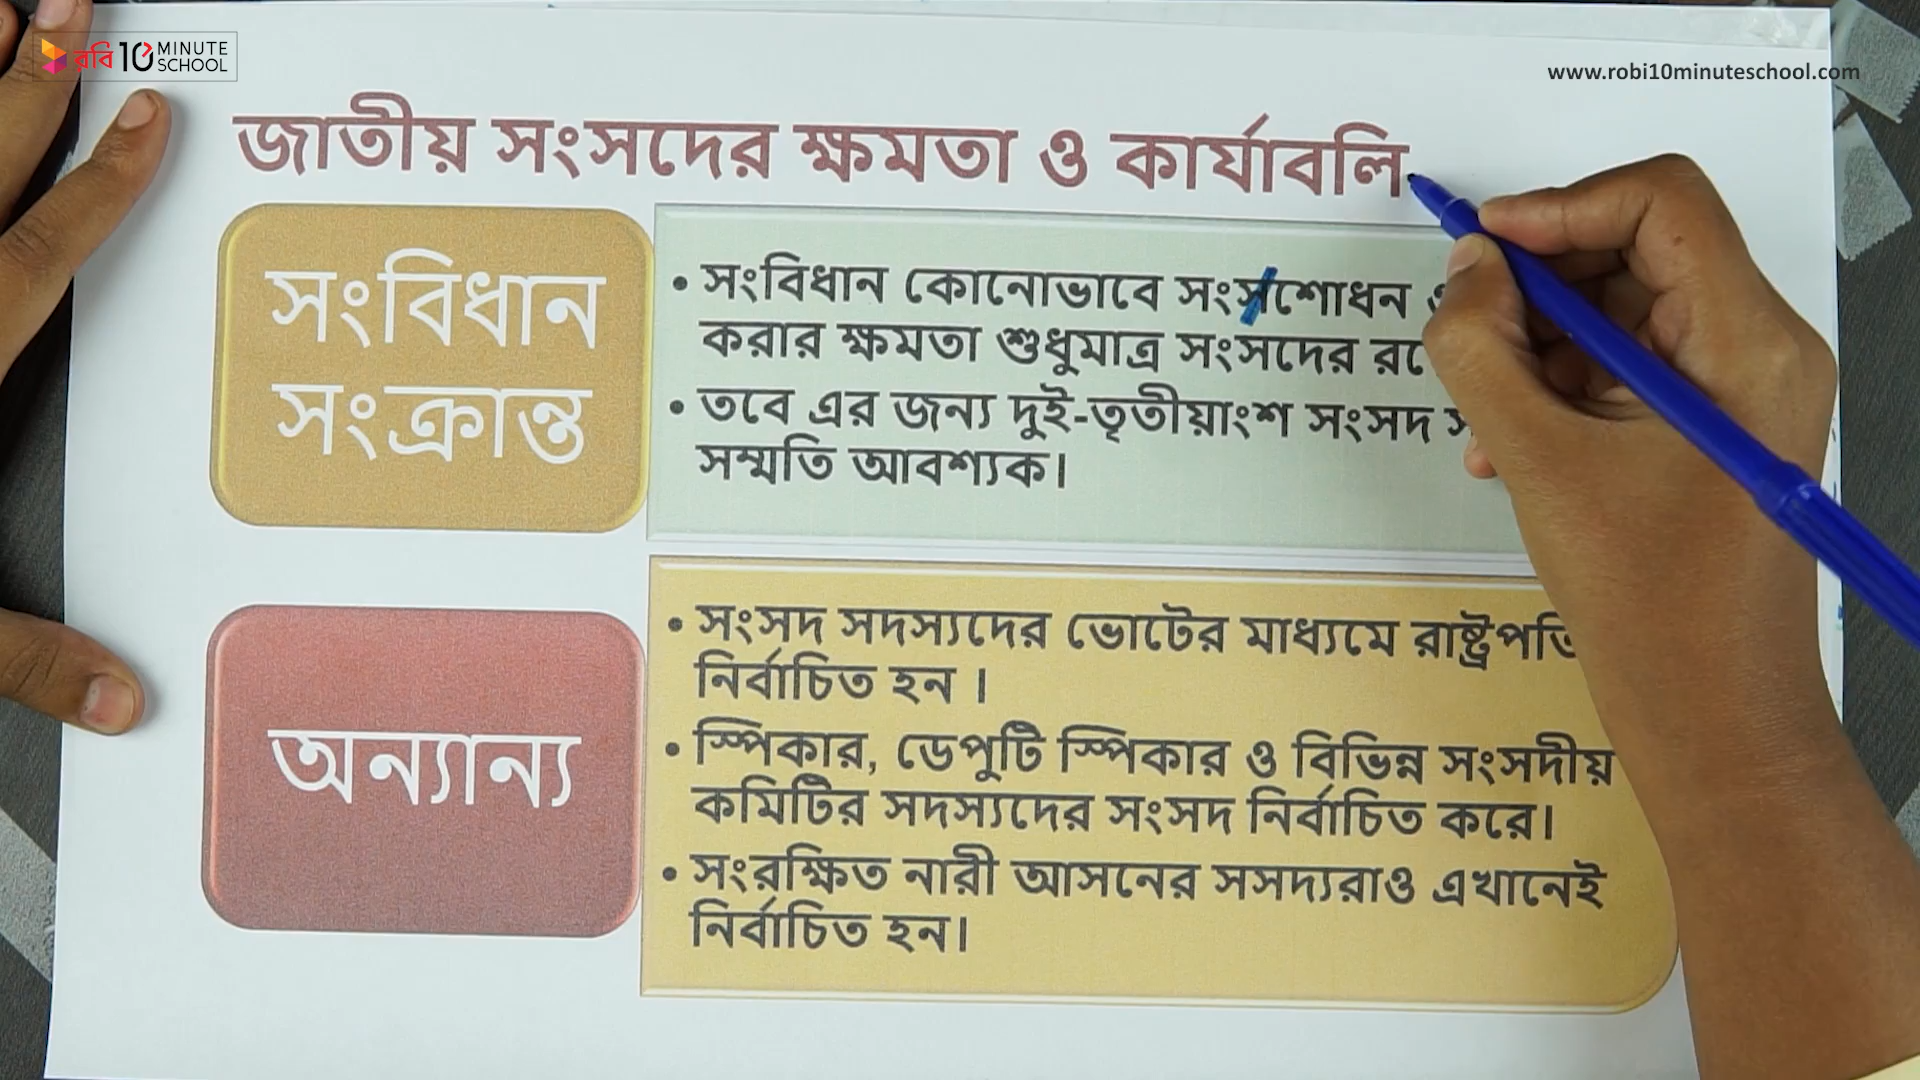 রবি 10 MINUTE SCHOOL
www.robi10minuteschool.com
জাতীয় সংসদের ক্ষমতা ও কার্যাবলি
সংবিধান
সংক্রান্ত
• সংবিধান কোনোভাবে সংসশোধন
করার ক্ষমতা শুধুমাত্র সংসদের
• তবে এর জন্য দুই-তৃতীয়াংশ সংসদ
সম্মতি আবশ্যক।
অন্যান্য
• সংসদ সদস্যদের ভোটের মাধ্যমে রাষ্ট্রপতি
নির্বাচিত হন ।
• স্পিকার, ডেপুটি স্পিকার ও বিভিন্ন সংসদীয়
কমিটির সদস্যদের সংসদ নির্বাচিত করে।
• সংরক্ষিত নারী আসনের সসদ্যরাও এখানেই
নির্বাচিত হন।